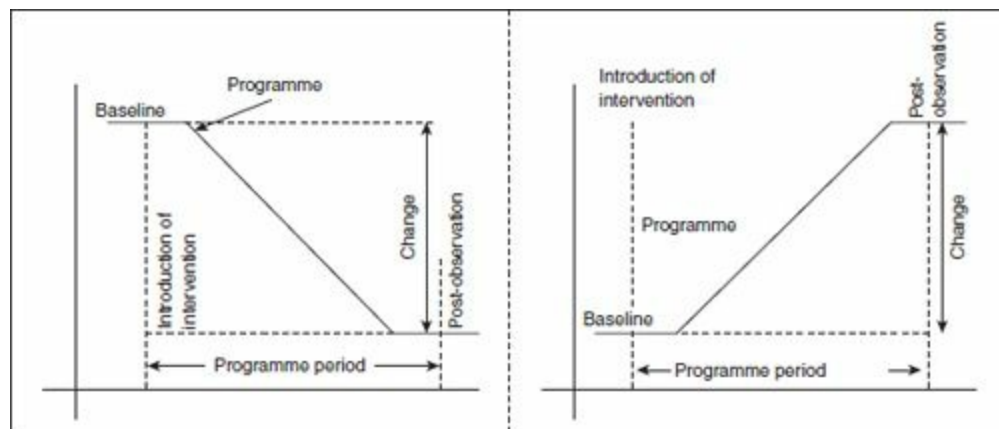 Programme
Baseline
Introduction of
intervention
Change
Post-observation
Programme period
Introduction of
intervention
Post-
observation
Programme
Change
Baseline
Programme period